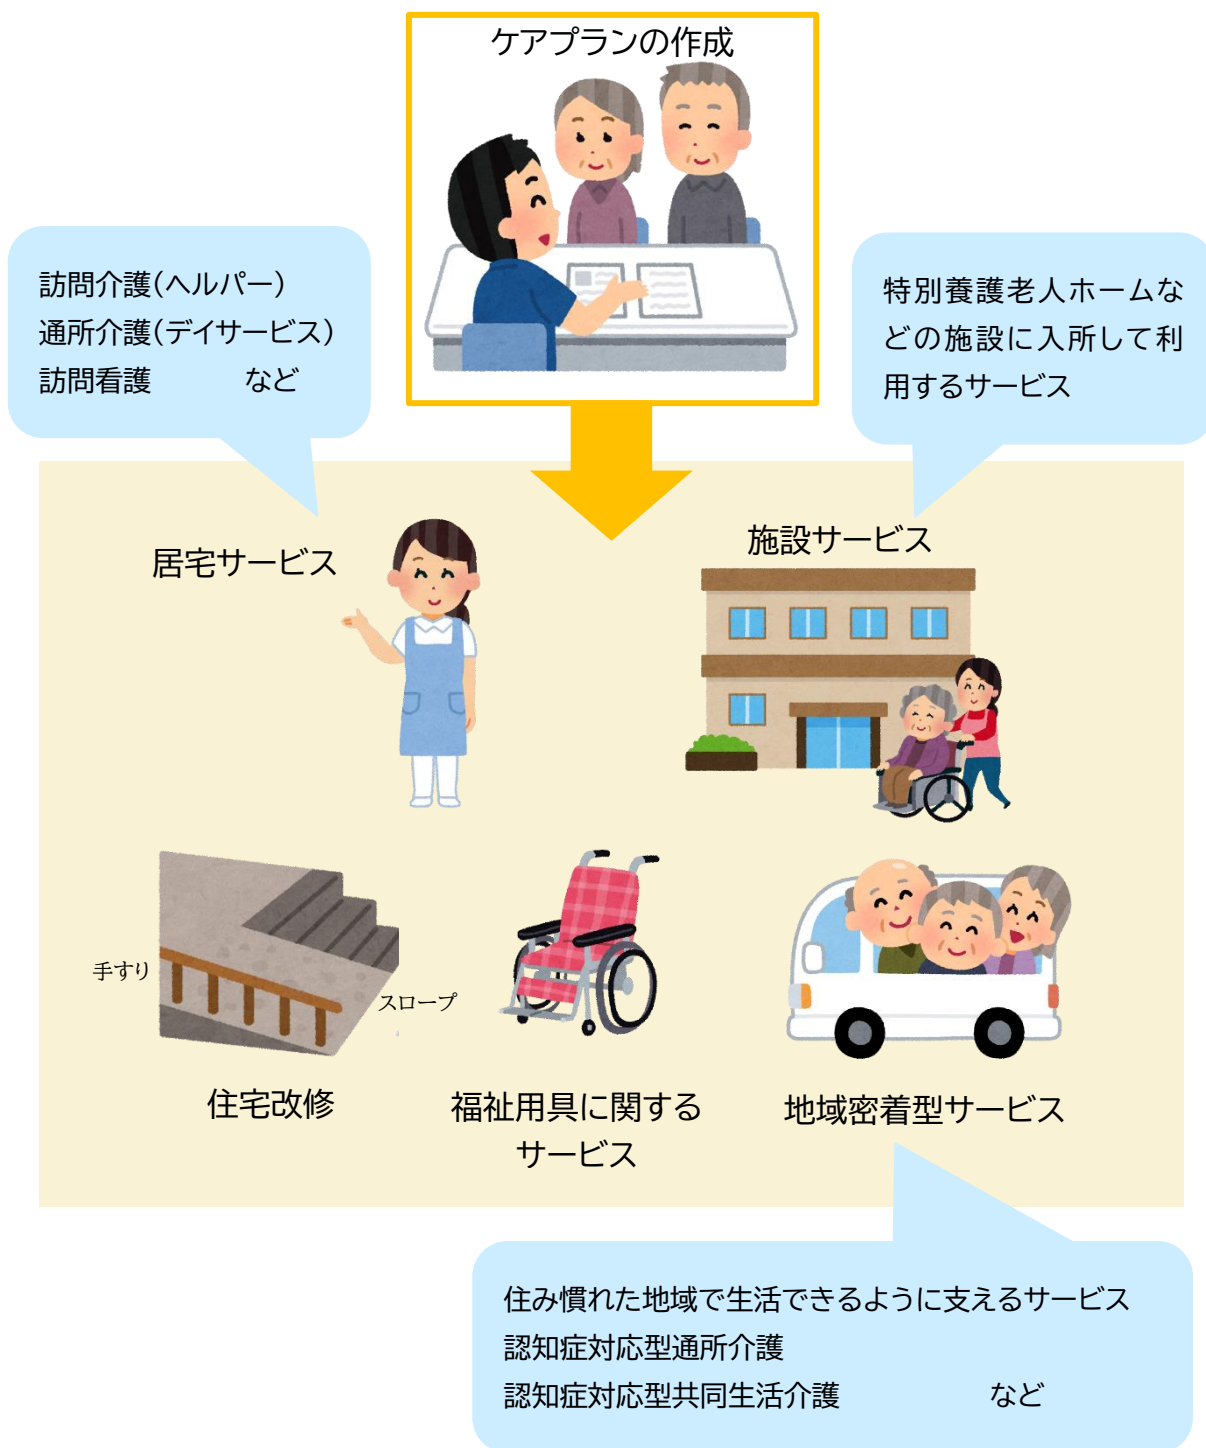 ケアプランの作成
訪問介護(ヘルパー)
通所介護(デイサービス)
訪問看護　　　など
特別養護老人ホームな
どの施設に入所して利
用するサービス
居宅サービス
施設サービス
手すり
スロープ
住宅改修
福祉用具に関する
サービス
地域密着型サービス
住み慣れた地域で生活できるように支えるサービス
認知症対応型通所介護
認知症対応型共同生活介護　　　　　など